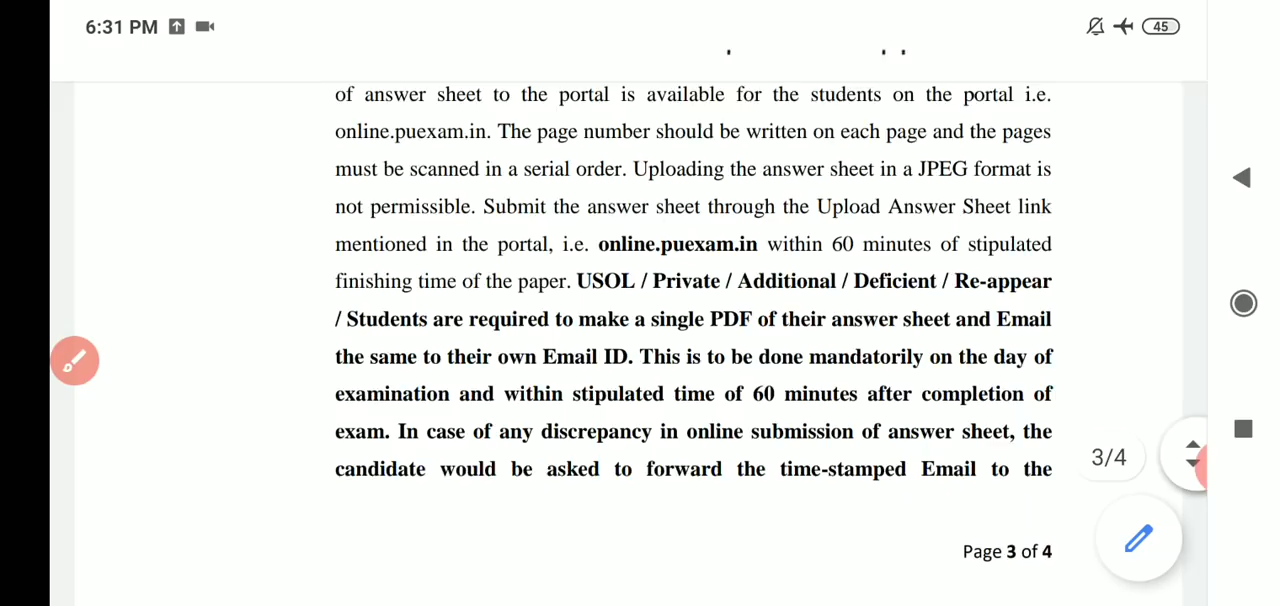 6:31 PM
45
of answer sheet to the portal is available for the students on the portal i.e.
online.puexam.in. The page number should be written on each page and the pages
must be scanned in a serial order. Uploading the answer sheet in a JPEG format is
not permissible. Submit the answer sheet through the Upload Answer Sheet link
mentioned in the portal, i.e. online.puexam.in within 60 minutes of stipulated
finishing time of the paper. USOL / Private / Additional / Deficient / Re-appear
/ Students are required to make a single PDF of their answer sheet and Email
the same to their own Email ID. This is to be done mandatorily on the day of
examination and within stipulated time of 60 minutes after completion of
exam. In case of any discrepancy in online submission of answer sheet, the
candidate would be asked to forward the time-stamped Email to the
3/4
Page 3 of 4